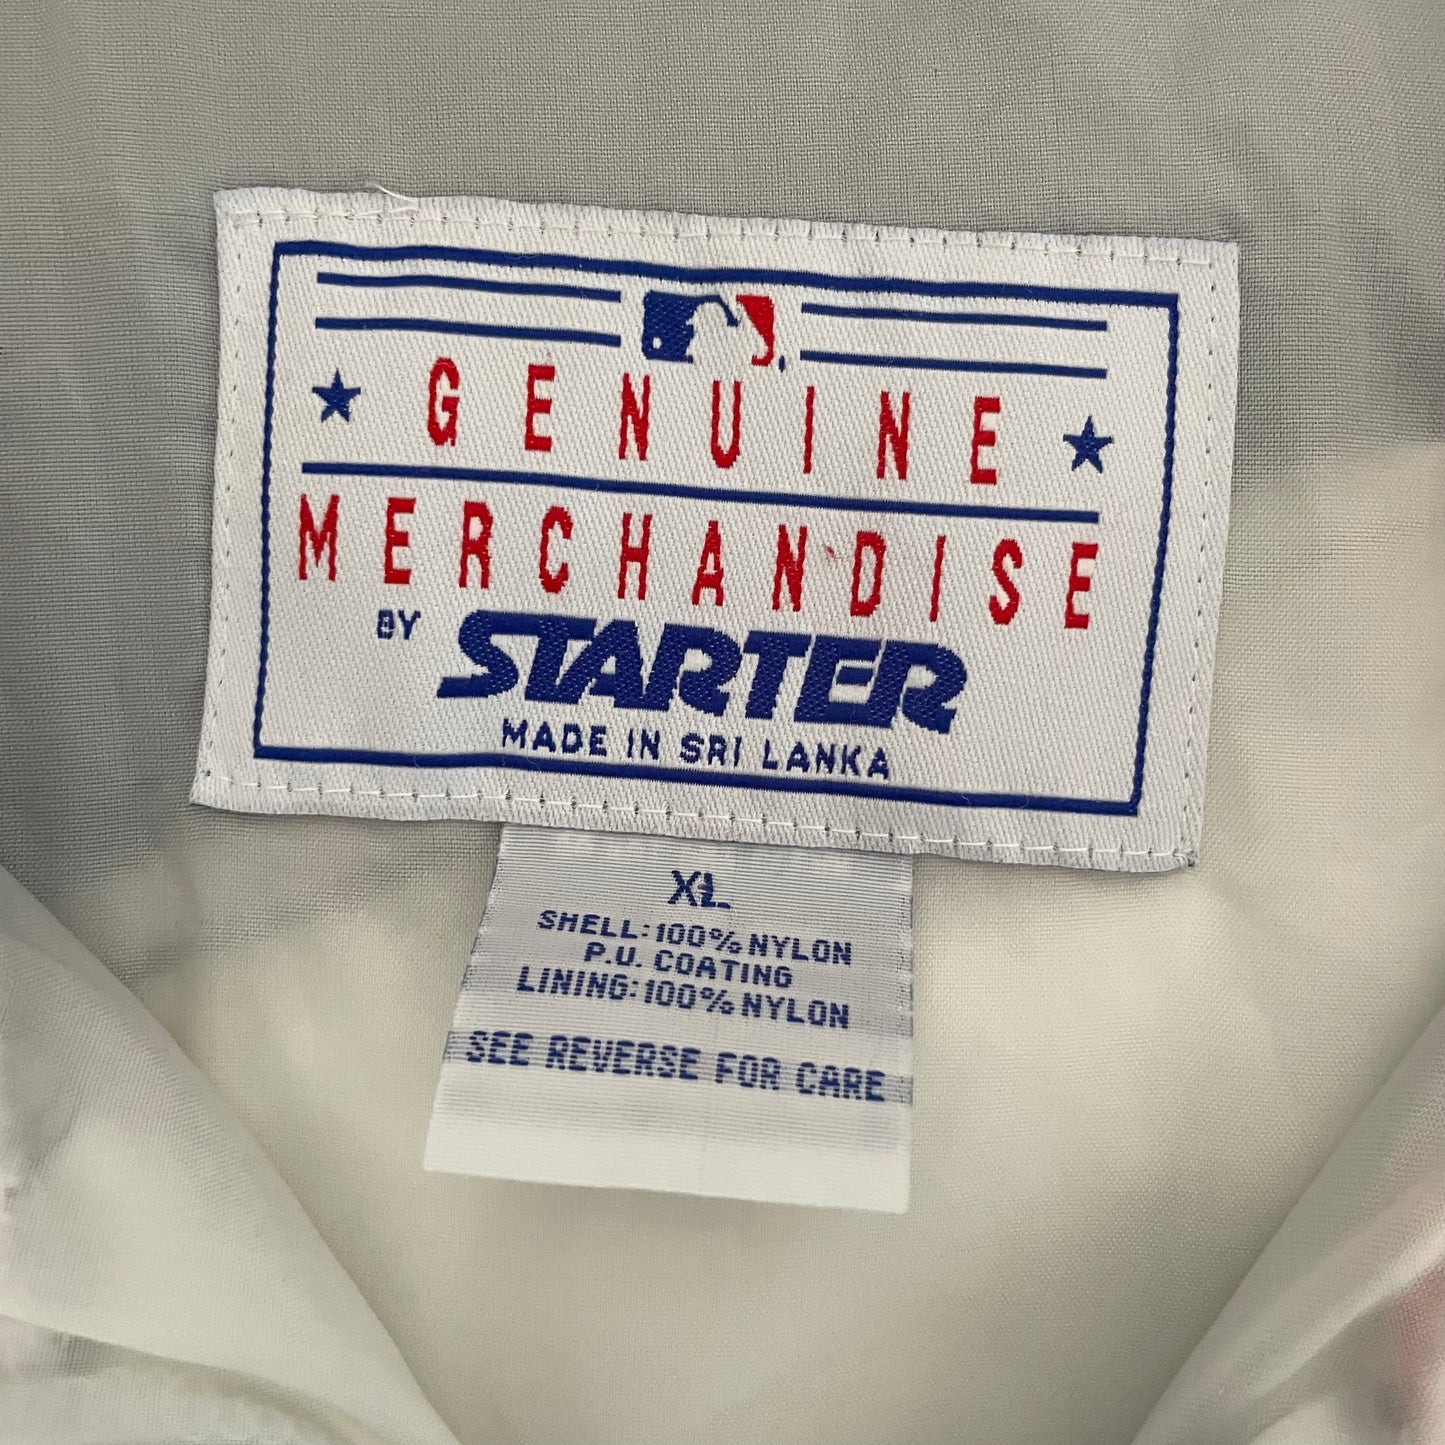 GENUINE
MERCHANDISE
BY STARTER
MADE IN SRI LANKA
XL
SHELL:100% NYLON
P.U. COATING
LINING:100% NYLON
SEE REVERSE FOR CARE